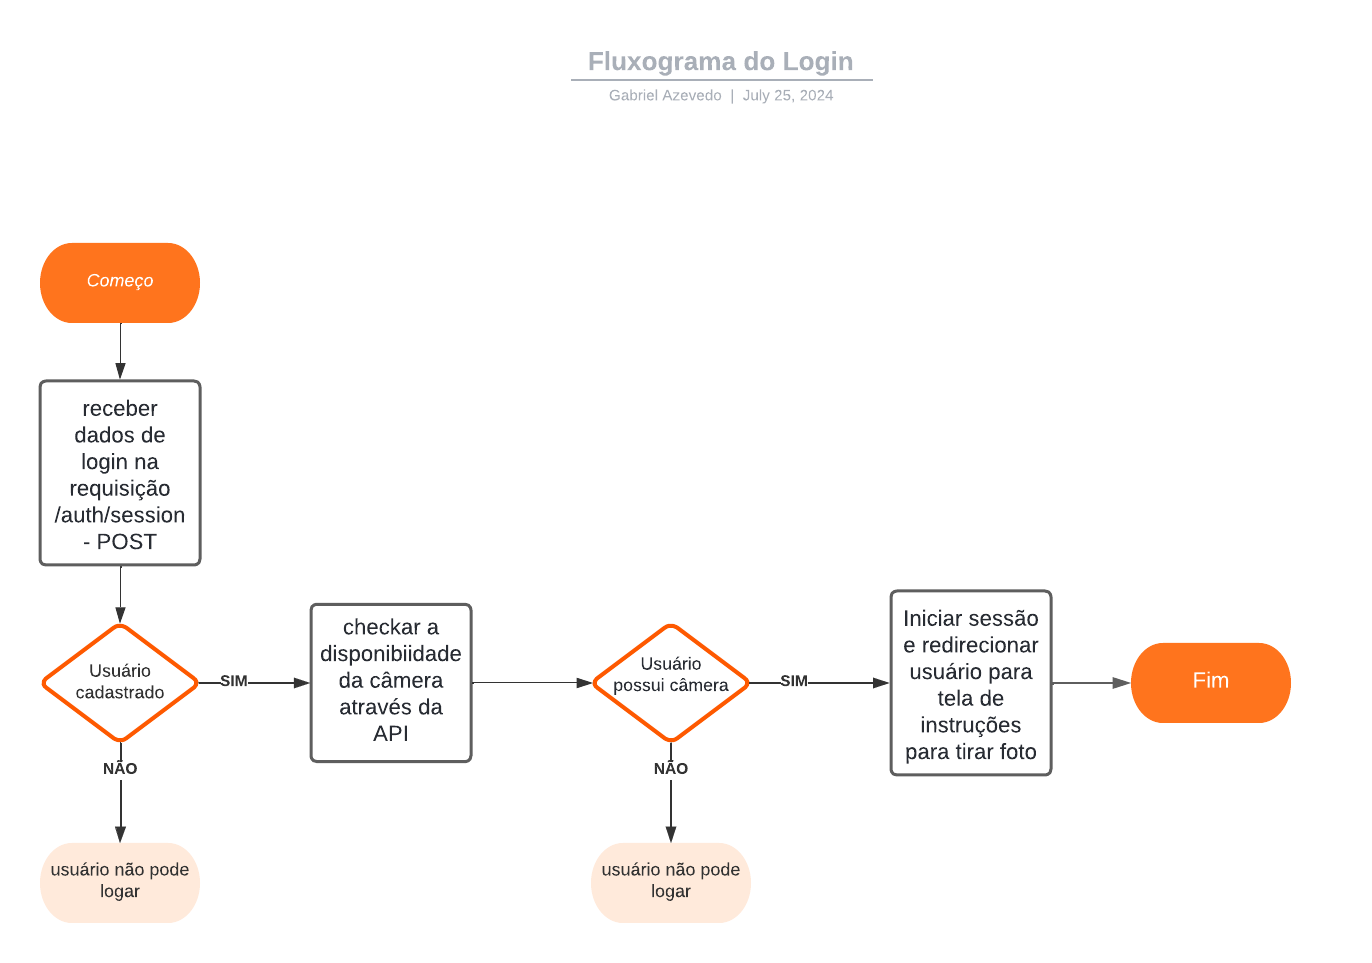 Fluxograma do Login
Gabriel Azevedo | July 25, 2024
Começo
receber
dados de
login na
requisição
/auth/session
- POST
Usuário
cadastrado
SIM
NÃO
usuário não pode
logar
checkar a
disponibiidade
da câmera
através da
API
Usuário
possui câmera
SIM
NÃO
usuário não pode
logar
Iniciar sessão
e redirecionar
usuário para
tela de
instruções
para tirar foto
Fim